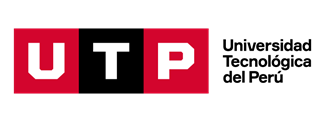 UTP
Universidad
Tecnológica
del Perú